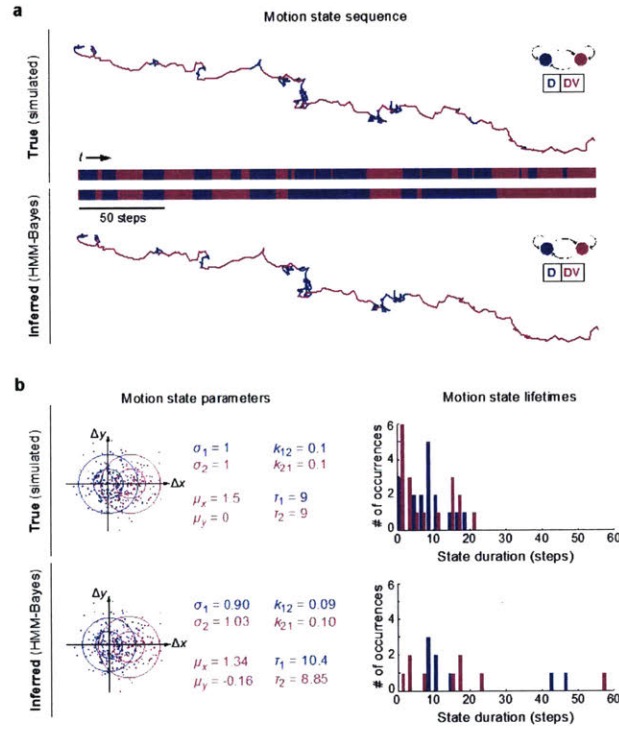 a
Motion state sequence
True (simulated)
D DV
t
50 steps
Inferred (HMM-Bayes)
D DV
b
Motion state parameters
Motion state lifetimes
True (simulated)
Δy
Δx
σ1 = 1
k12 = 0.1
σ2 = 1
k21 = 0.1
μx = 1.5
τ1 = 9
μy = 0
τ2 = 9
# of occurrences
6
4
2
0
0 10 20 30 40 50 60
State duration (steps)
Inferred (HMM-Bayes)
Δy
Δx
σ1 = 0.90
k12 = 0.09
σ2 = 1.03
k21 = 0.10
μx = 1.34
τ1 = 10.4
μy = -0.16
τ2 = 8.85
# of occurrences
6
4
2
0
0 10 20 30 40 50 60
State duration (steps)